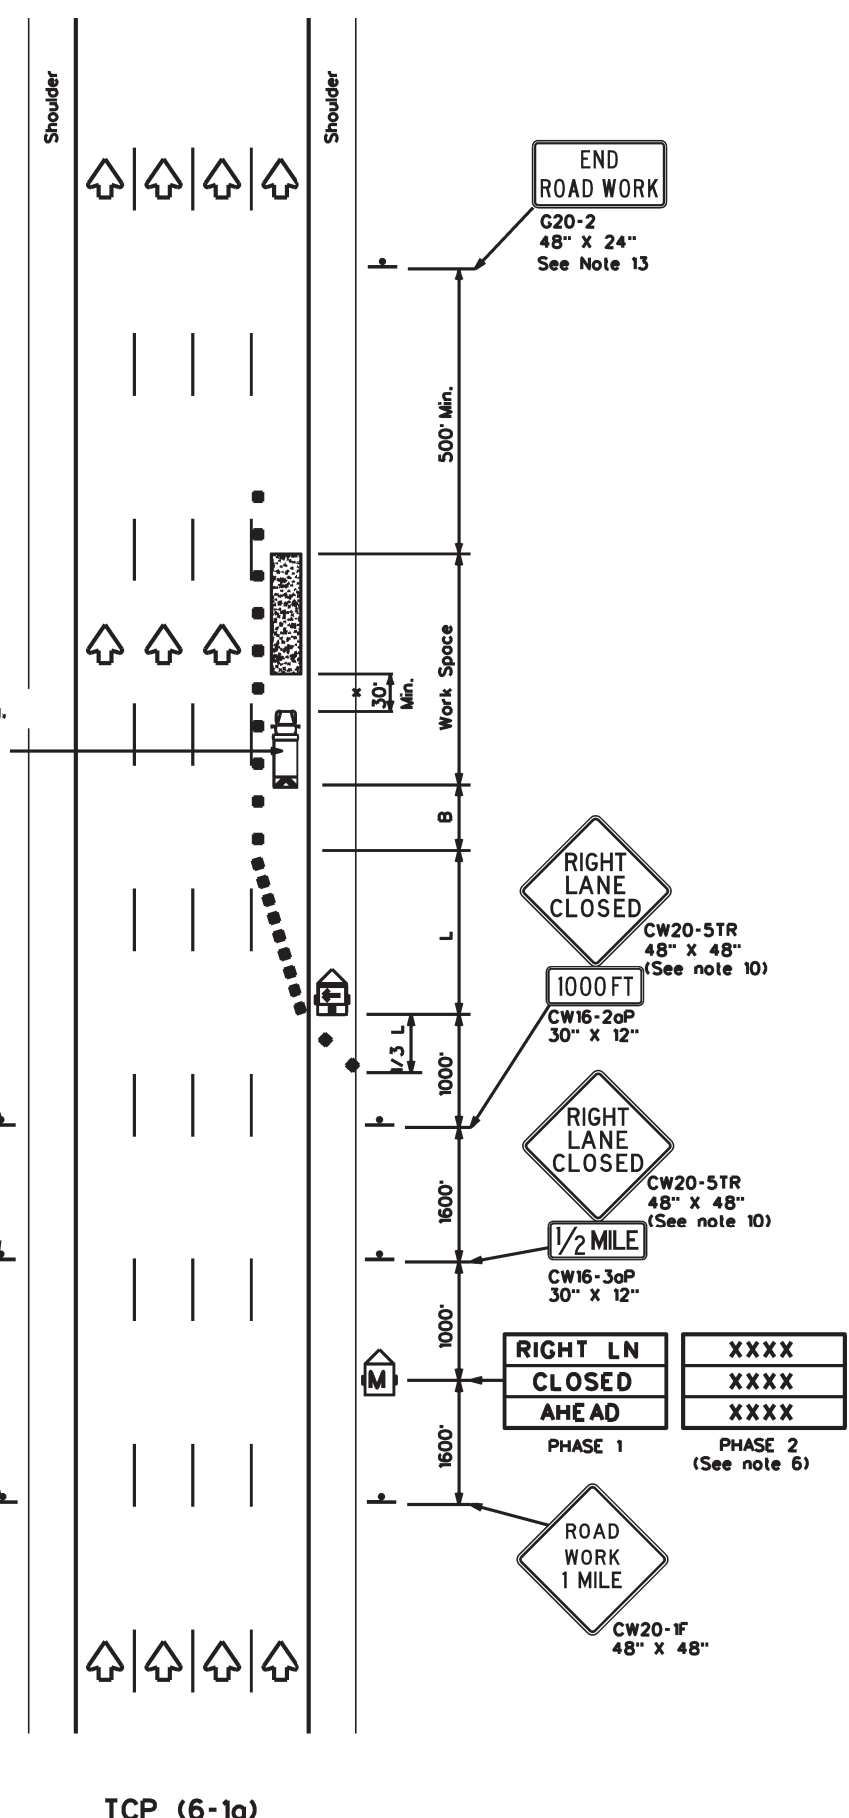 Shoulder
Shoulder
END
ROAD WORK
G20-2
48" X 24"
See Note 13
500' Min.
Work Space
x
30'
Min.
B
L
RIGHT
LANE
CLOSED
CW20-5TR
48" X 48"
(See note 10)
1000 FT
CW16-2aP
30" X 12"
1/3 L
1000'
RIGHT
LANE
CLOSED
CW20-5TR
48" X 48"
(See note 10)
1600'
1/2 MILE
CW16-3aP
30" X 12"
1000'
M
RIGHT LN
CLOSED
AHEAD
PHASE 1
XXXX
XXXX
XXXX
PHASE 2
(See note 6)
1600'
ROAD
WORK
1 MILE
CW20-1F
48" X 48"
TCP (6-1a)